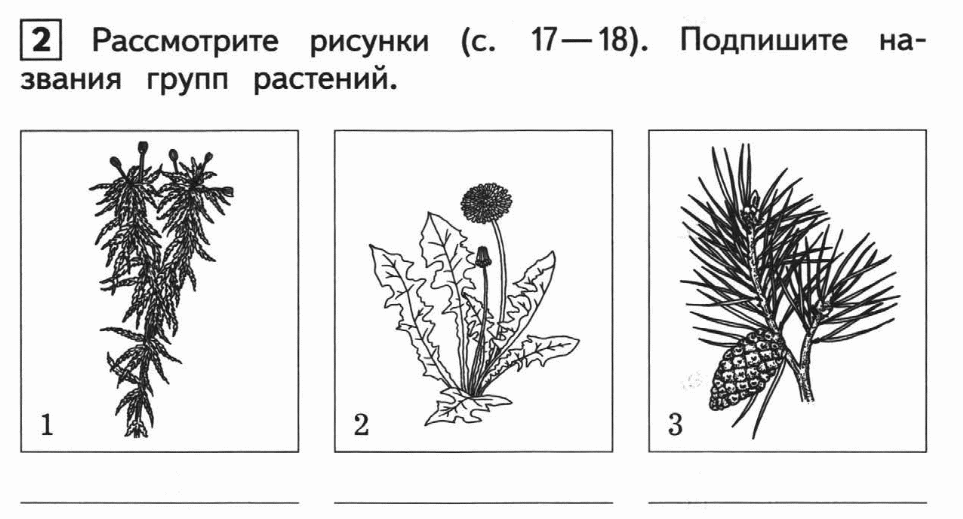 2 Рассмотрите рисунки (с. 17—18). Подпишите на-
звания групп растений.
1 2 3